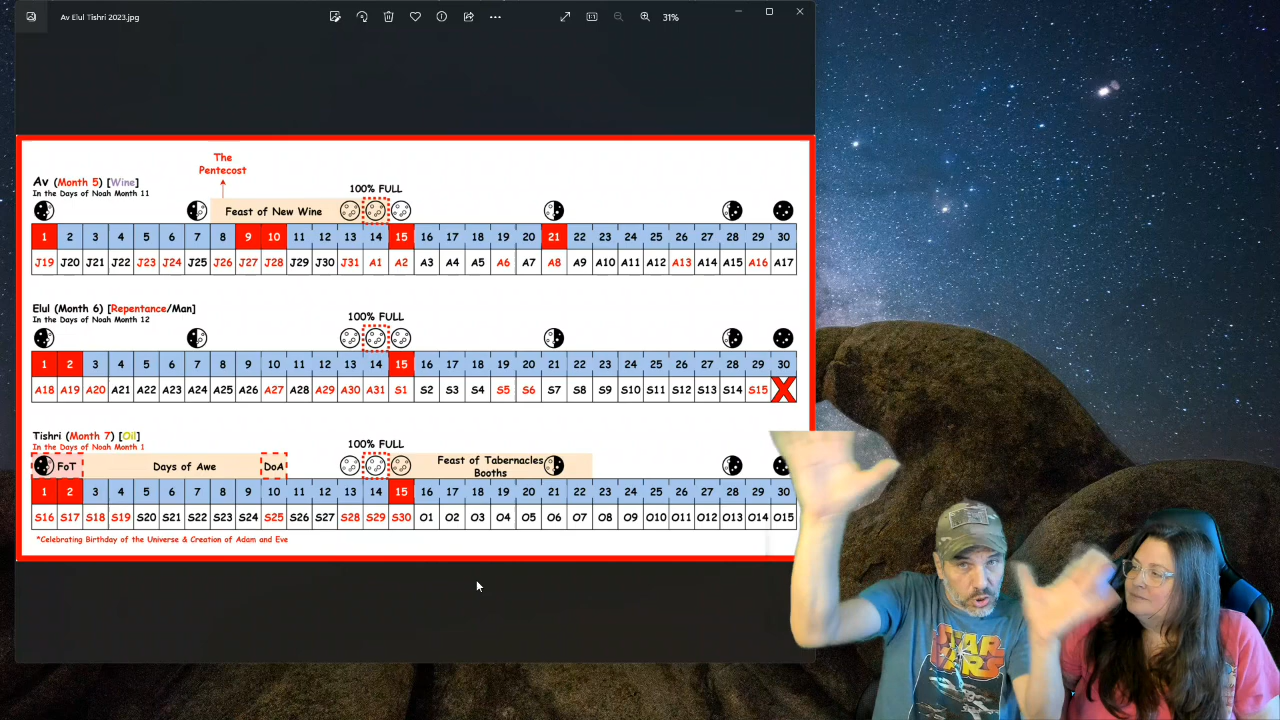 Av Elul Tishri 2023.jpg
31%
The
Pentecost
Av (Month 5) [Wine]
In the Days of Noah Month 11
100% FULL
Feast of New Wine
1 2 3 4 5 6 7 8 9 10 11 12 13 14 15 16 17 18 19 20 21 22 23 24 25 26 27 28 29 30
J19 J20 J21 J22 J23 J24 J25 J26 J27 J28 J29 J30 J31 A1 A2 A3 A4 A5 A6 A7 A8 A9 A10 A11 A12 A13 A14 A15 A16 A17
Elul (Month 6) [Repentance/Man]
In the Days of Noah Month 12
100% FULL
1 2 3 4 5 6 7 8 9 10 11 12 13 14 15 16 17 18 19 20 21 22 23 24 25 26 27 28 29 30
A18 A19 A20 A21 A22 A23 A24 A25 A26 A27 A28 A29 A30 A31 S1 S2 S3 S4 S5 S6 S7 S8 S9 S10 S11 S12 S13 S14 S15 X
Tishri (Month 7) [Oil]
In the Days of Noah Month 1
100% FULL
FoT Days of Awe DoA Feast of Tabernacles
Booths
1 2 3 4 5 6 7 8 9 10 11 12 13 14 15 16 17 18 19 20 21 22 23 24 25 26 27 28 29 30
S16 S17 S18 S19 S20 S21 S22 S23 S24 S25 S26 S27 S28 S29 S30 O1 O2 O3 O4 O5 O6 O7 O8 O9 O10 O11 O12 O13 O14 O15
*Celebrating Birthday of the Universe & Creation of Adam and Eve
STAR
WARS